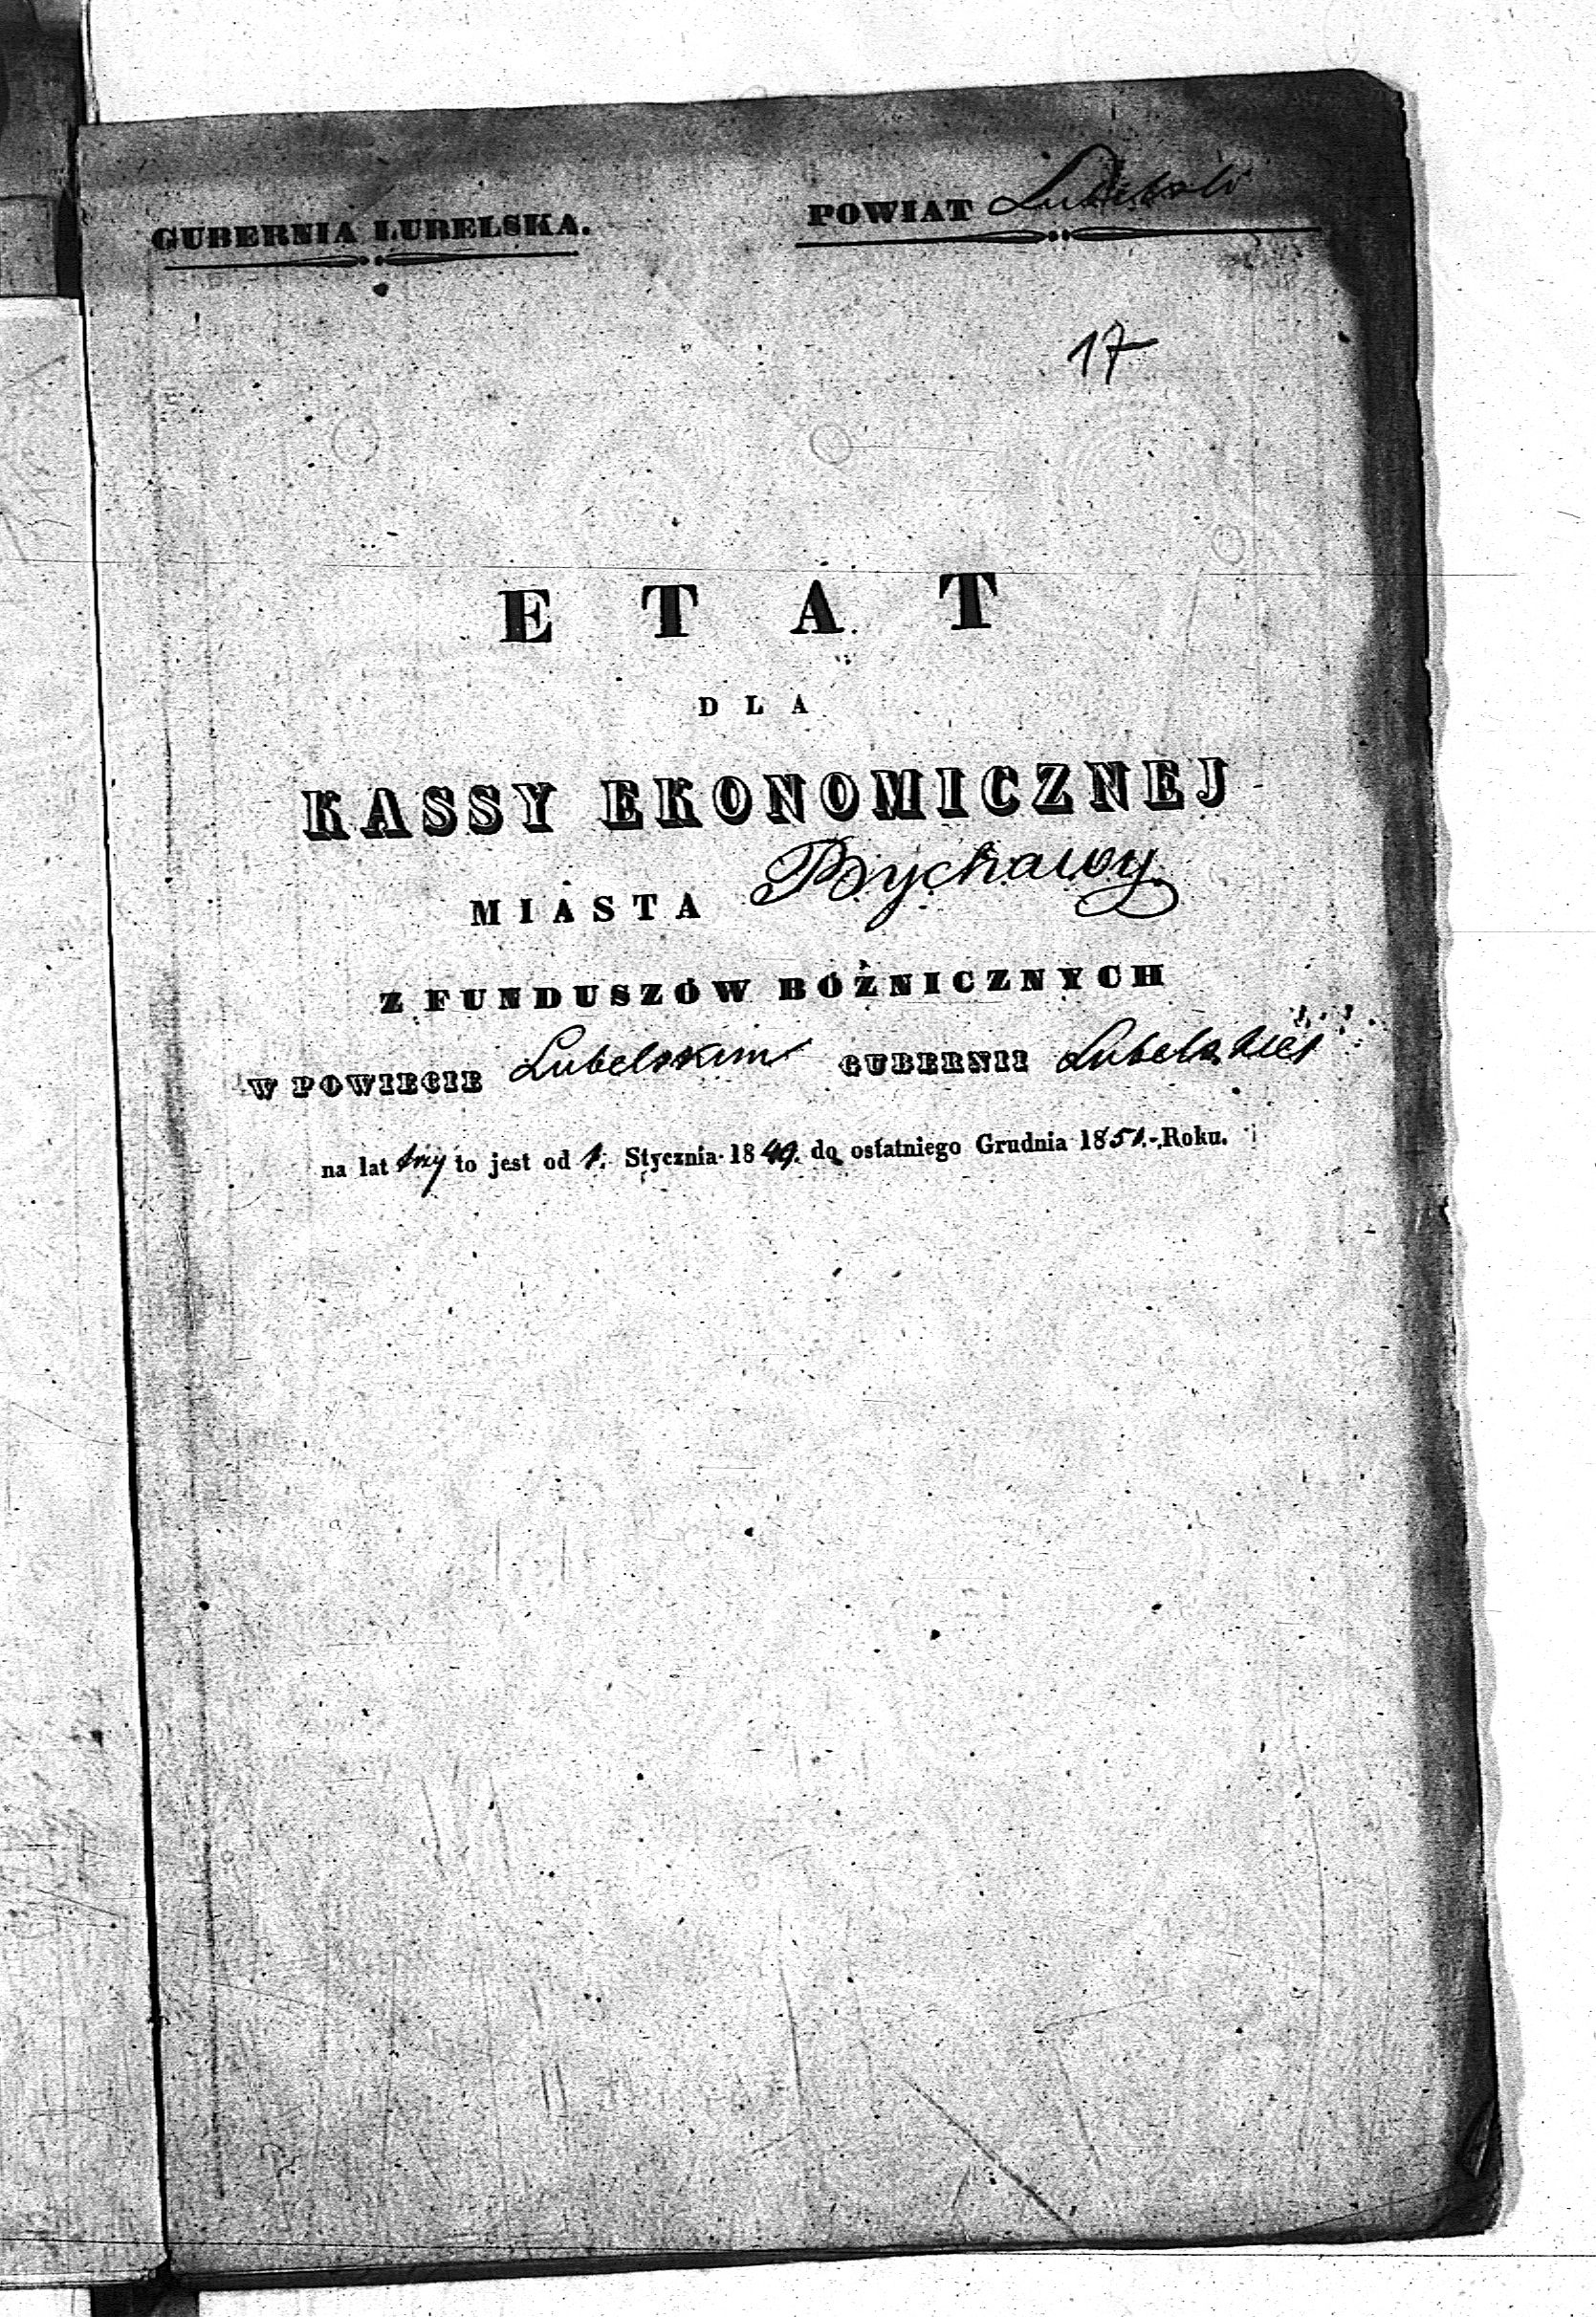 GUBERNIA LUBELSKA.
POWIAT Lubelski
17
ETAT
DLA
KASSY EKONOMICZNEJ
MIASTA Bychawy
Z FUNDUSZÓW BÓŻNICZNYCH
W POWIECIE Lubelskim GUBERNII Lubelskiej
na lat trzy to jest od 1. Stycznia 1849. do ostatniego Grudnia 1851. Roku.